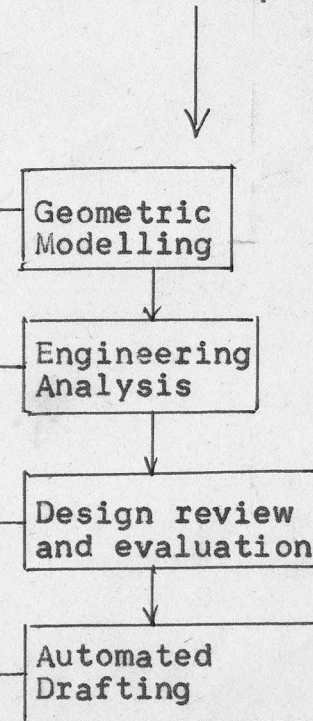 Geometric
Modelling
Engineering
Analysis
Design review
and evaluation
Automated
Drafting